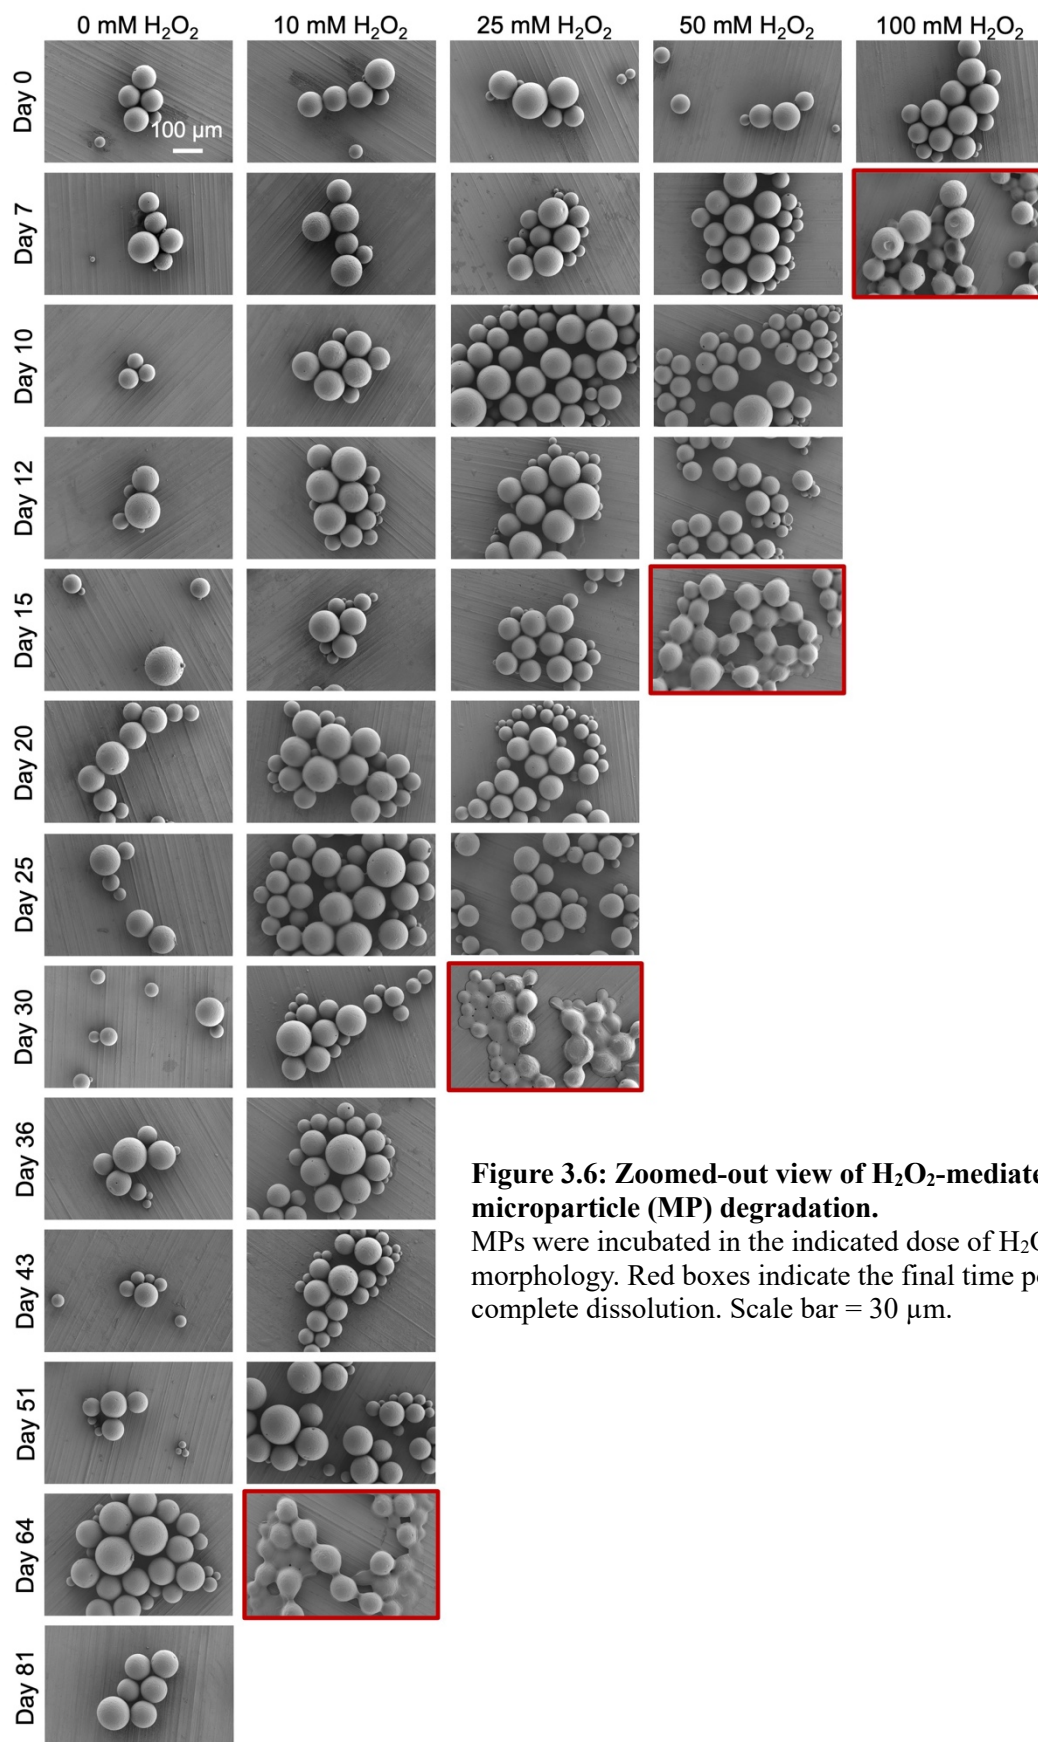 0 mM H₂O₂ 10 mM H₂O₂ 25 mM H₂O₂ 50 mM H₂O₂ 100 mM H₂O₂
Day 0
100 µm
Day 7
Day 10
Day 12
Day 15
Day 20
Day 25
Day 30
Day 36
Day 43
Day 51
Day 64
Day 81
Figure 3.6: Zoomed-out view of H₂O₂-mediate
microparticle (MP) degradation.
MPs were incubated in the indicated dose of H₂O
morphology. Red boxes indicate the final time p
complete dissolution. Scale bar = 30 µm.